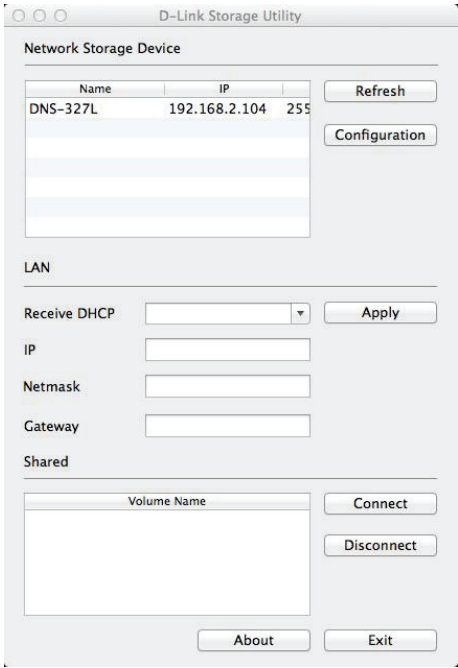 D-Link Storage Utility
Network Storage Device
Name IP
Refresh
DNS-327L 192.168.2.104 255
Configuration
LAN
Receive DHCP
Apply
IP
Netmask
Gateway
Shared
Volume Name
Connect
Disconnect
About
Exit